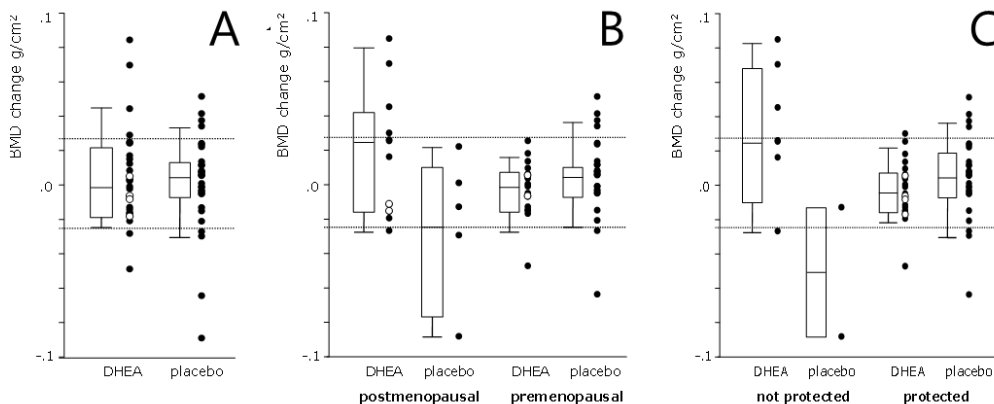 A
BMD change g/cm²
.1
.0
-.1
DHEA placebo
B
BMD change g/cm²
.1
.0
-.1
DHEA placebo DHEA placebo
postmenopausal premenopausal
C
BMD change g/cm²
.1
.0
-.1
DHEA placebo DHEA placebo
not protected protected